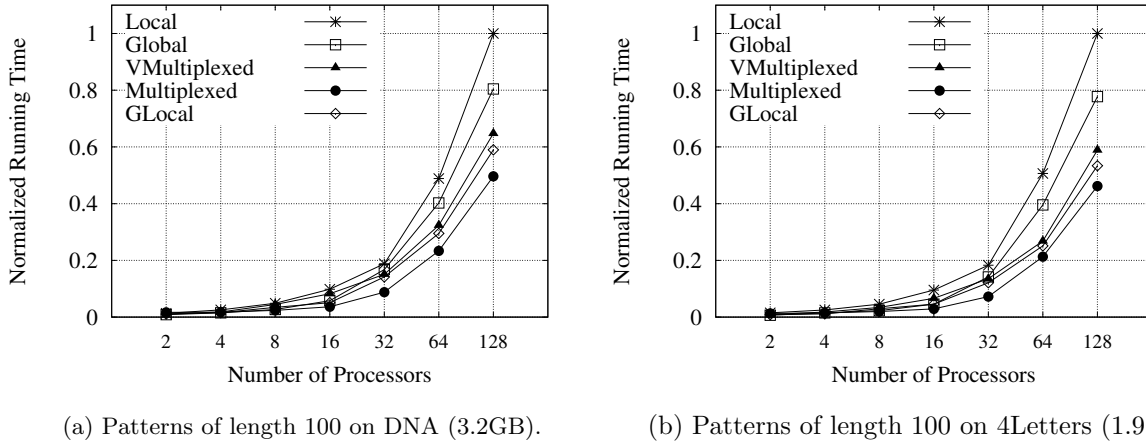 Normalized Running Time
Local
Global
VMultiplexed
Multiplexed
GLocal
1
0.8
0.6
0.4
0.2
0
2 4 8 16 32 64 128
Number of Processors
(a) Patterns of length 100 on DNA (3.2GB).
Normalized Running Time
Local
Global
VMultiplexed
Multiplexed
GLocal
1
0.8
0.6
0.4
0.2
0
2 4 8 16 32 64 128
Number of Processors
(b) Patterns of length 100 on 4Letters (1.9